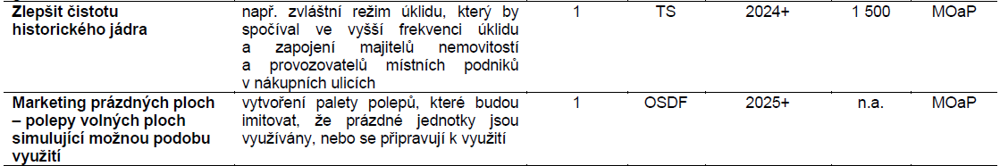 Zlepšit čistotu historického jádra
např. zvláštní režim úklidu, který by
spočíval ve vyšší frekvenci úklidu
a zapojení majitelů nemovitostí
a provozovatelů místních podniků
v nákupních ulicích
1
TS
2024+
1 500
MOaP
Marketing prázdných ploch
– polepy volných ploch
simulující možnou podobu
využití
vytvoření palety polepů, které budou
imitovat, že prázdné jednotky jsou
využívány, nebo se připravují k využití
1
OSDF
2025+
n.a.
MOaP